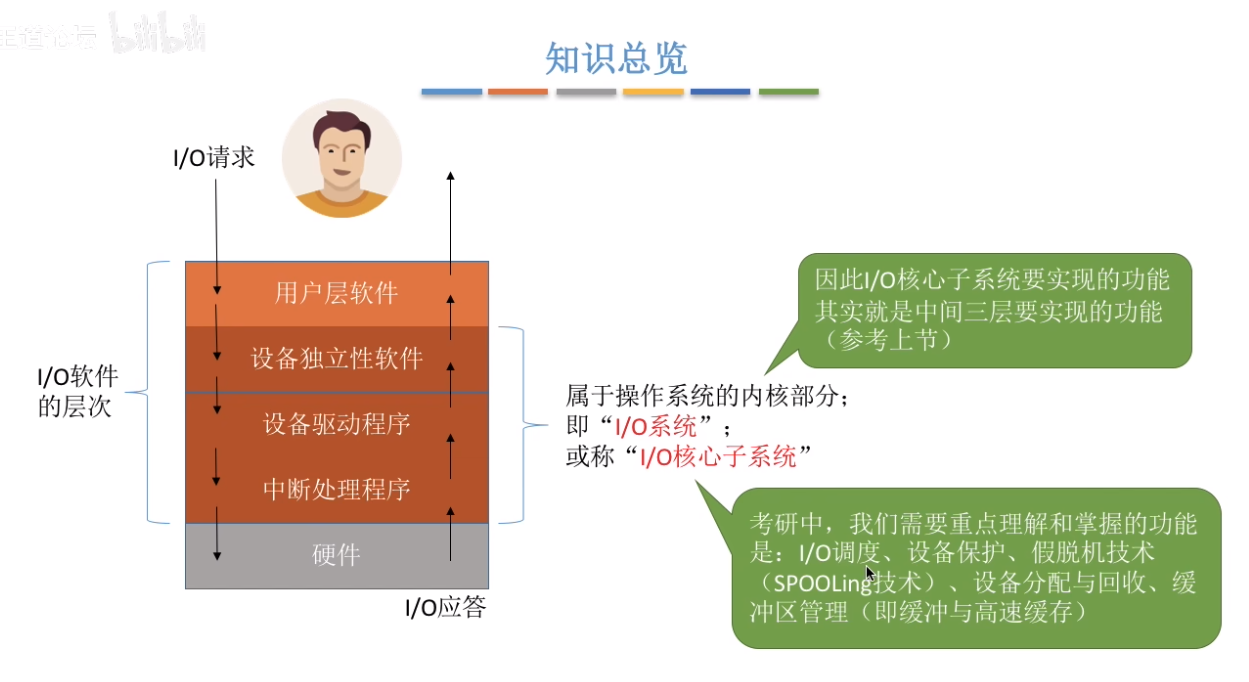 王道论坛 bilibili
知识总览
I/O请求
用户层软件
设备独立性软件
设备驱动程序
中断处理程序
硬件
I/O应答
I/O软件
的层次
属于操作系统的内核部分；
即“I/O系统”；
或称“I/O核心子系统”
因此I/O核心子系统要实现的功能
其实就是中间三层要实现的功能
（参考上节）
考研中，我们需要重点理解和掌握的功能
是：I/O调度、设备保护、假脱机技术
（SPOOLing技术）、设备分配与回收、缓
冲区管理（即缓冲与高速缓存）